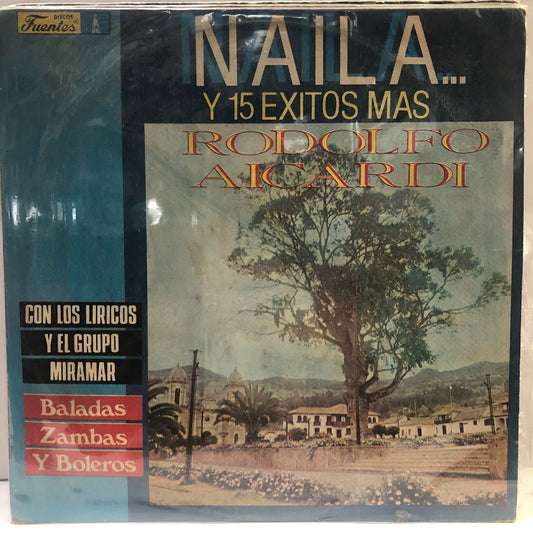 DISCOS
Fuentes
NAILA...
Y 15 EXITOS MAS
RODOLFO
AICARDI
CON LOS LIRICOS
Y EL GRUPO
MIRAMAR
Baladas
Zambas
Y Boleros